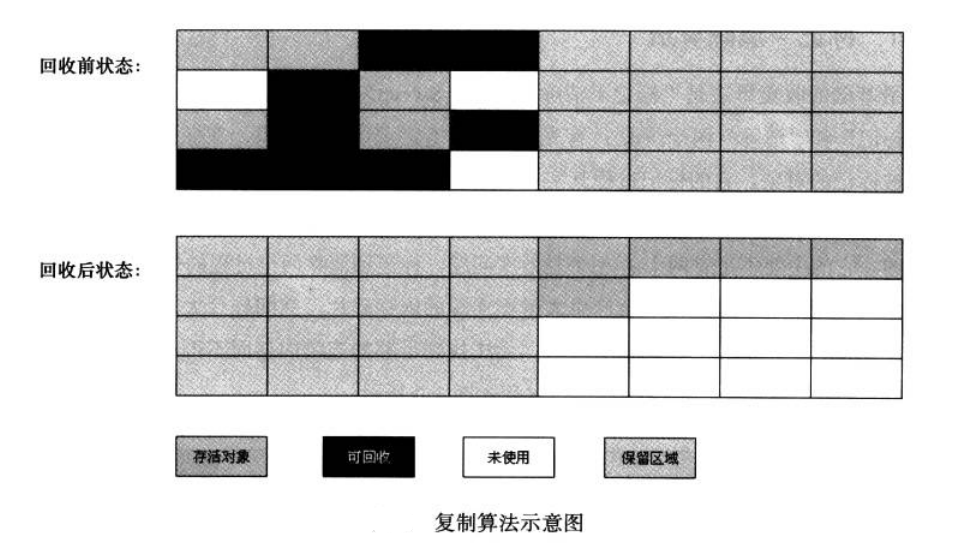 回收前状态:
回收后状态:
存活对象
可回收
未使用
保留区域
复制算法示意图